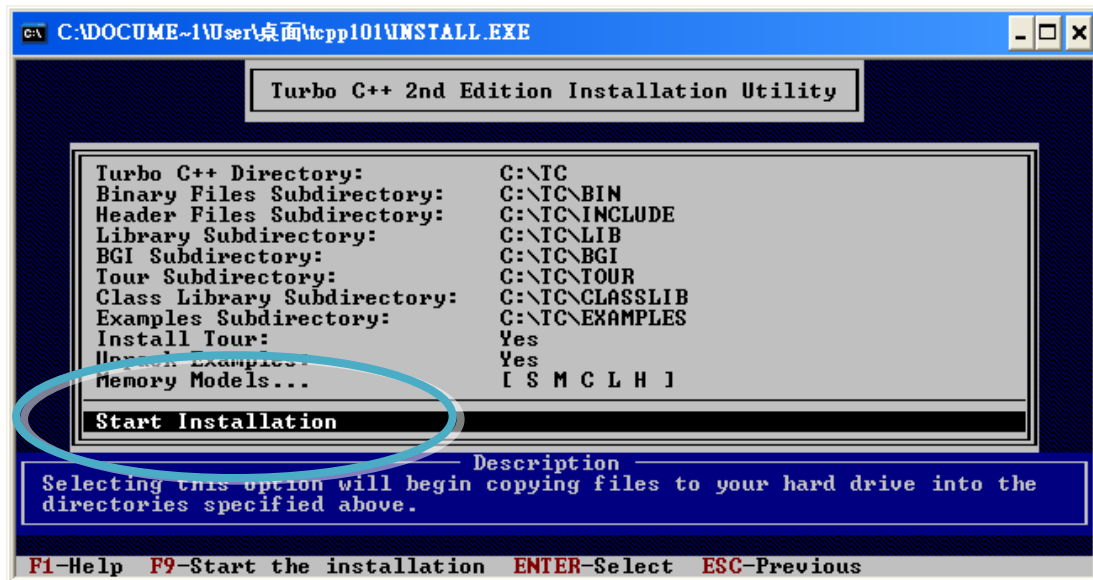 C:\DOCUME~1\User\桌面\tcpp101\INSTALL.EXE
Turbo C++ 2nd Edition Installation Utility
Turbo C++ Directory: C:\TC
Binary Files Subdirectory: C:\TC\BIN
Header Files Subdirectory: C:\TC\INCLUDE
Library Subdirectory: C:\TC\LIB
BGI Subdirectory: C:\TC\BGI
Tour Subdirectory: C:\TC\TOUR
Class Library Subdirectory: C:\TC\CLASSLIB
Examples Subdirectory: C:\TC\EXAMPLES
Install Tour: Yes
Unpack Examples: Yes
Memory Models... [ S M C L H ]
Start Installation
Description
Selecting this option will begin copying files to your hard drive into the
directories specified above.
F1-Help F9-Start the installation ENTER-Select ESC-Previous